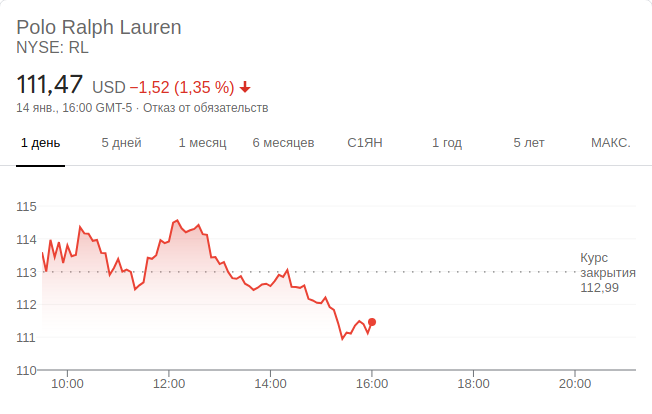 Polo Ralph Lauren
NYSE: RL
111,47 USD −1,52 (1,35 %)
14 янв., 16:00 GMT-5 · Отказ от обязательств
1 день 5 дней 1 месяц 6 месяцев С1ЯН 1 год 5 лет МАКС.
115
114
113
112
111
110
Курс
закрытия
112,99
10:00 12:00 14:00 16:00 18:00 20:00